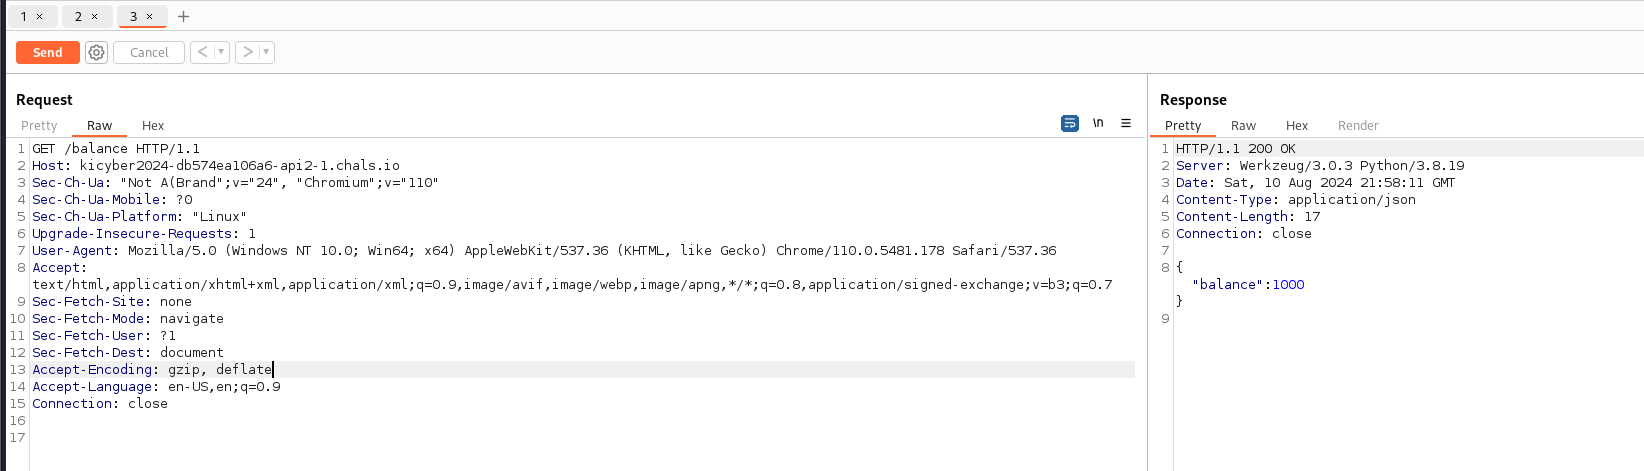 1 × 2 × 3 × +
Send Cancel < ▼ > ▼
Request
Pretty Raw Hex \n ≡
1 GET /balance HTTP/1.1
2 Host: kicyber2024-db574ea106a6-api2-1.chals.io
3 Sec-Ch-Ua: "Not A(Brand";v="24", "Chromium";v="110"
4 Sec-Ch-Ua-Mobile: ?0
5 Sec-Ch-Ua-Platform: "Linux"
6 Upgrade-Insecure-Requests: 1
7 User-Agent: Mozilla/5.0 (Windows NT 10.0; Win64; x64) AppleWebKit/537.36 (KHTML, like Gecko) Chrome/110.0.5481.178 Safari/537.36
8 Accept:
text/html,application/xhtml+xml,application/xml;q=0.9,image/avif,image/webp,image/apng,*/*;q=0.8,application/signed-exchange;v=b3;q=0.7
9 Sec-Fetch-Site: none
10 Sec-Fetch-Mode: navigate
11 Sec-Fetch-User: ?1
12 Sec-Fetch-Dest: document
13 Accept-Encoding: gzip, deflate
14 Accept-Language: en-US,en;q=0.9
15 Connection: close
16
17
Response
Pretty Raw Hex Render
1 HTTP/1.1 200 OK
2 Server: Werkzeug/3.0.3 Python/3.8.19
3 Date: Sat, 10 Aug 2024 21:58:11 GMT
4 Content-Type: application/json
5 Content-Length: 17
6 Connection: close
7
8 {
"balance":1000
}
9